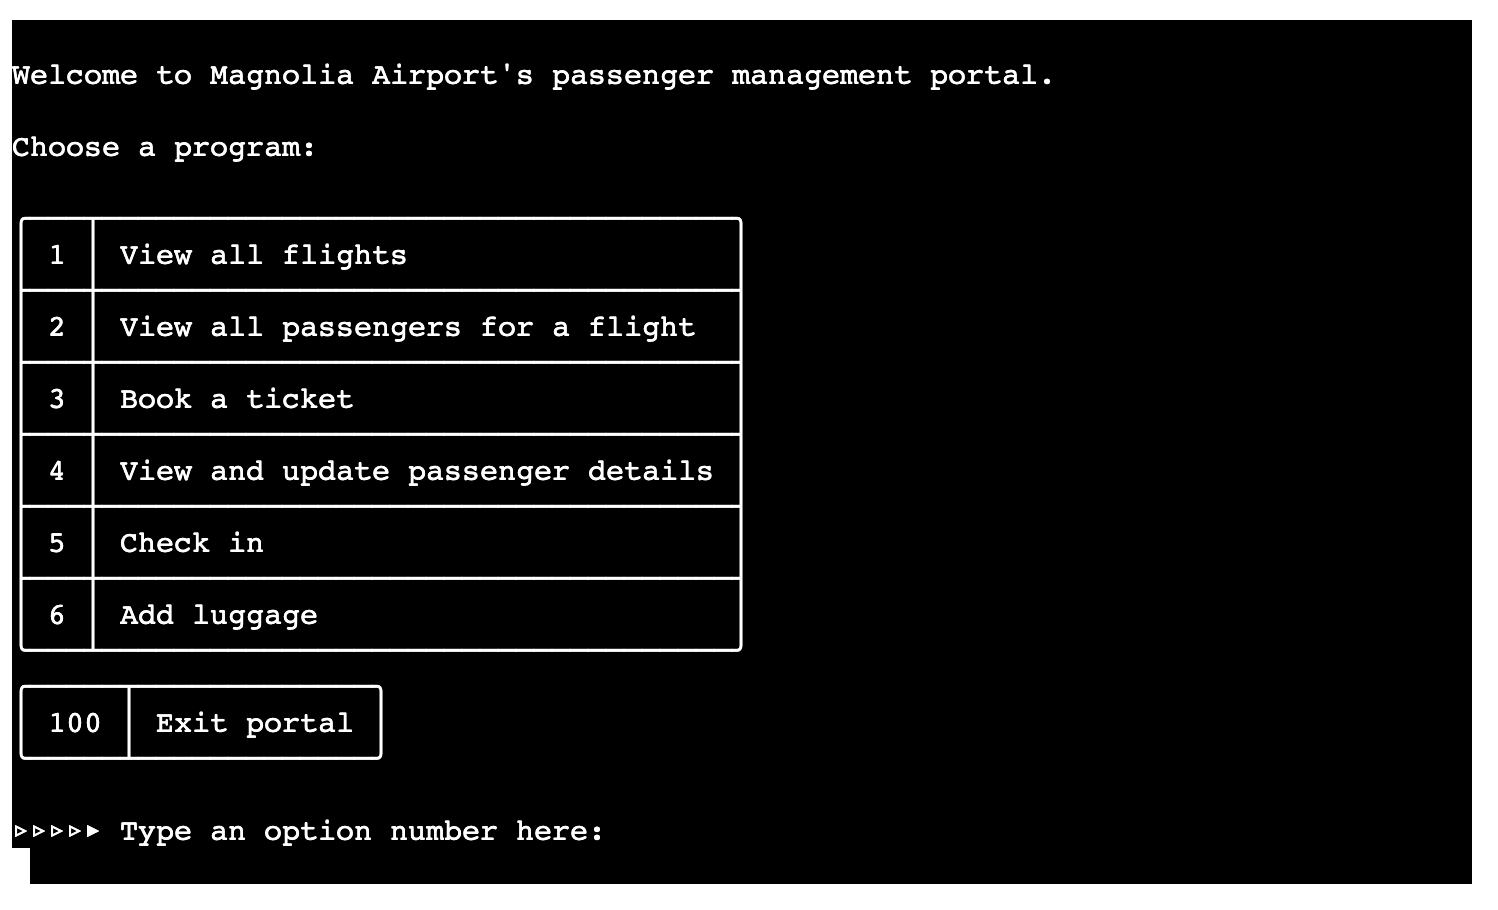 Welcome to Magnolia Airport's passenger management portal.
Choose a program:
1 View all flights
2 View all passengers for a flight
3 Book a ticket
4 View and update passenger details
5 Check in
6 Add luggage
100 Exit portal
▹▹▹▹▸ Type an option number here: